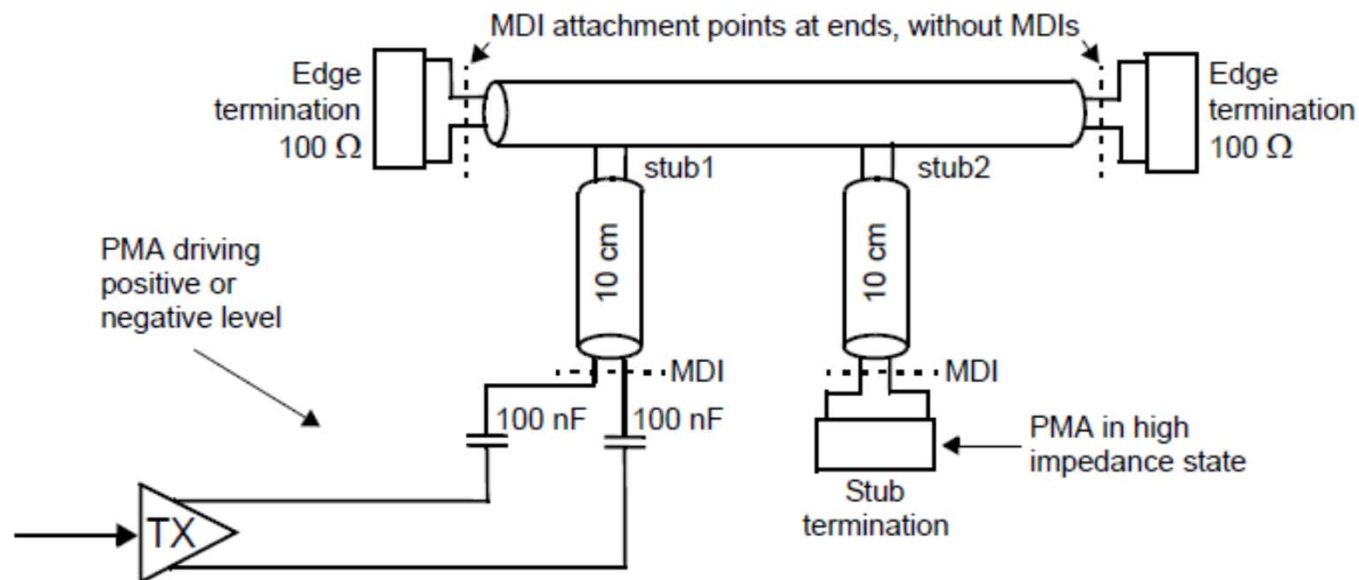 MDI attachment points at ends, without MDIs
Edge
termination
100 Ω
Edge
termination
100 Ω
stub1
stub2
10 cm
10 cm
PMA driving
positive or
negative level
MDI
MDI
100 nF
100 nF
PMA in high
impedance state
Stub
termination
TX